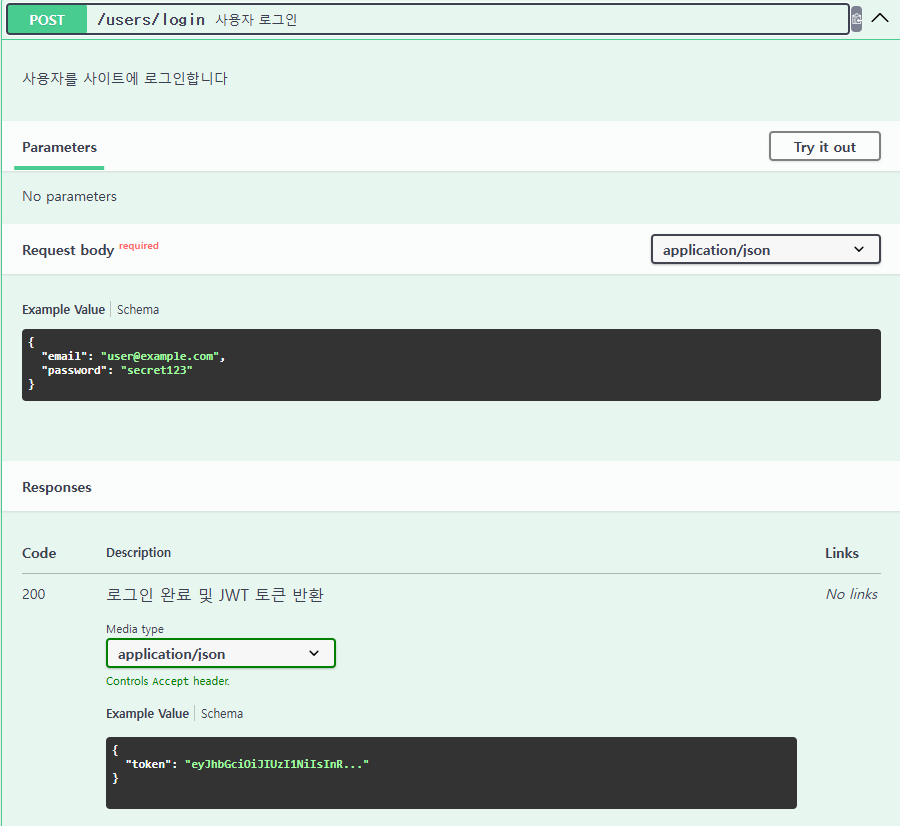 POST /users/login 사용자 로그인
사용자를 사이트에 로그인합니다
Parameters
Try it out
No parameters
Request body required
application/json
Example Value Schema
{
"email": "user@example.com",
"password": "secret123"
}
Responses
Code Description Links
200 로그인 완료 및 JWT 토큰 반환 No links
Media type
application/json
Controls Accept header.
Example Value Schema
{
"token": "eyJhbGciOiJIUzI1NiIsInR..."
}